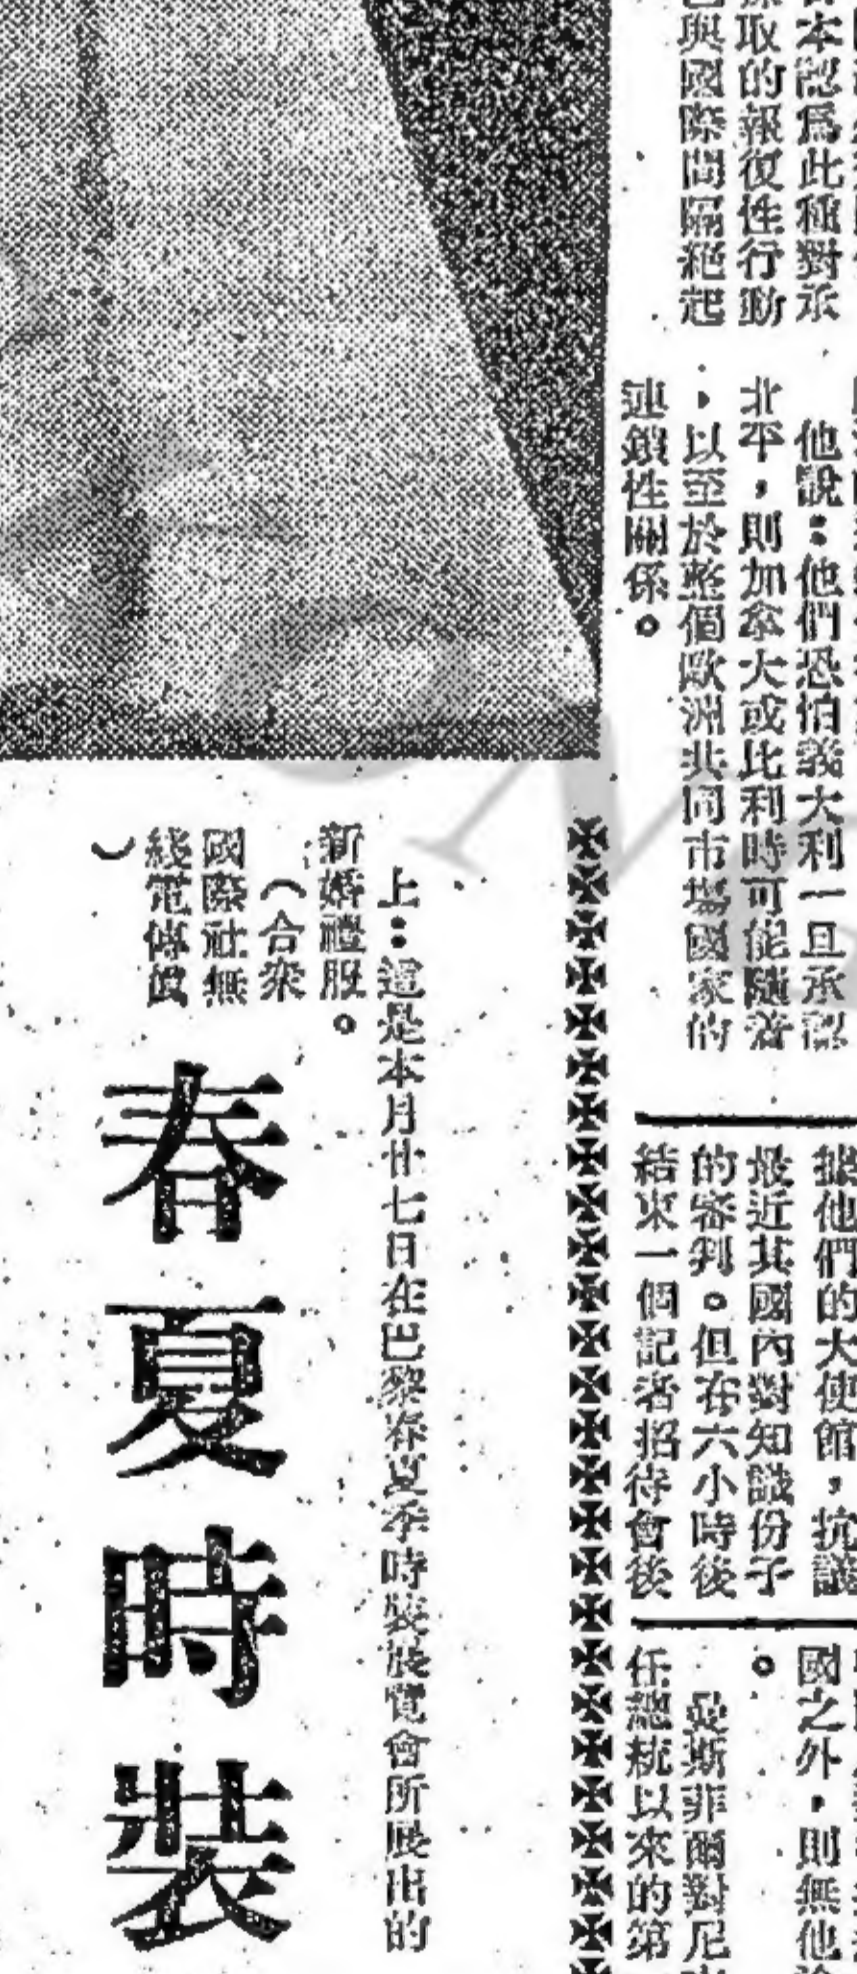 本認為此種對承
取的報復性行動
與國際間隔絕起
他說：他們恐怕義大利一旦承認
北平，則加拿大或比利時可能隨着
，以至於整個歐洲共同市場國家的
連鎖性關係。
據他們的大使館，抗議
最近其國內對知識份子
的審判。但在六小時後
結束一個記者招待會後
國之外，則無他
。
曼斯菲爾對尼
任總統以來的第
上：這是本月廿七日在巴黎春夏季時裝展覽會所展出的
新婚禮服。
（合衆
國際社無
綫電傳眞
）
春夏時裝